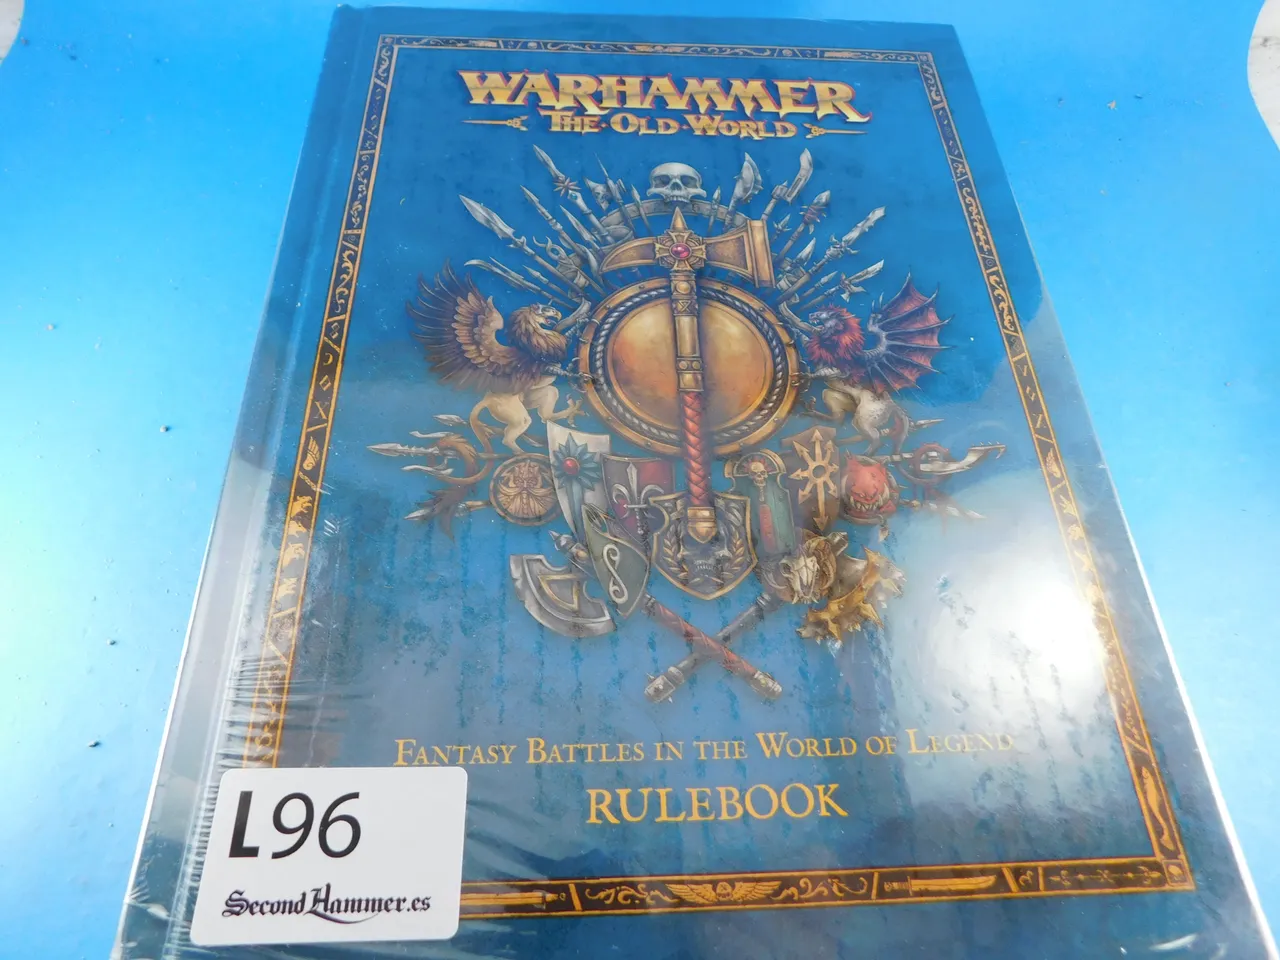 WARHAMMER
THE • OLD • WORLD
FANTASY BATTLES IN THE WORLD OF LEGEND
RULEBOOK
L96
SecondHammer.es